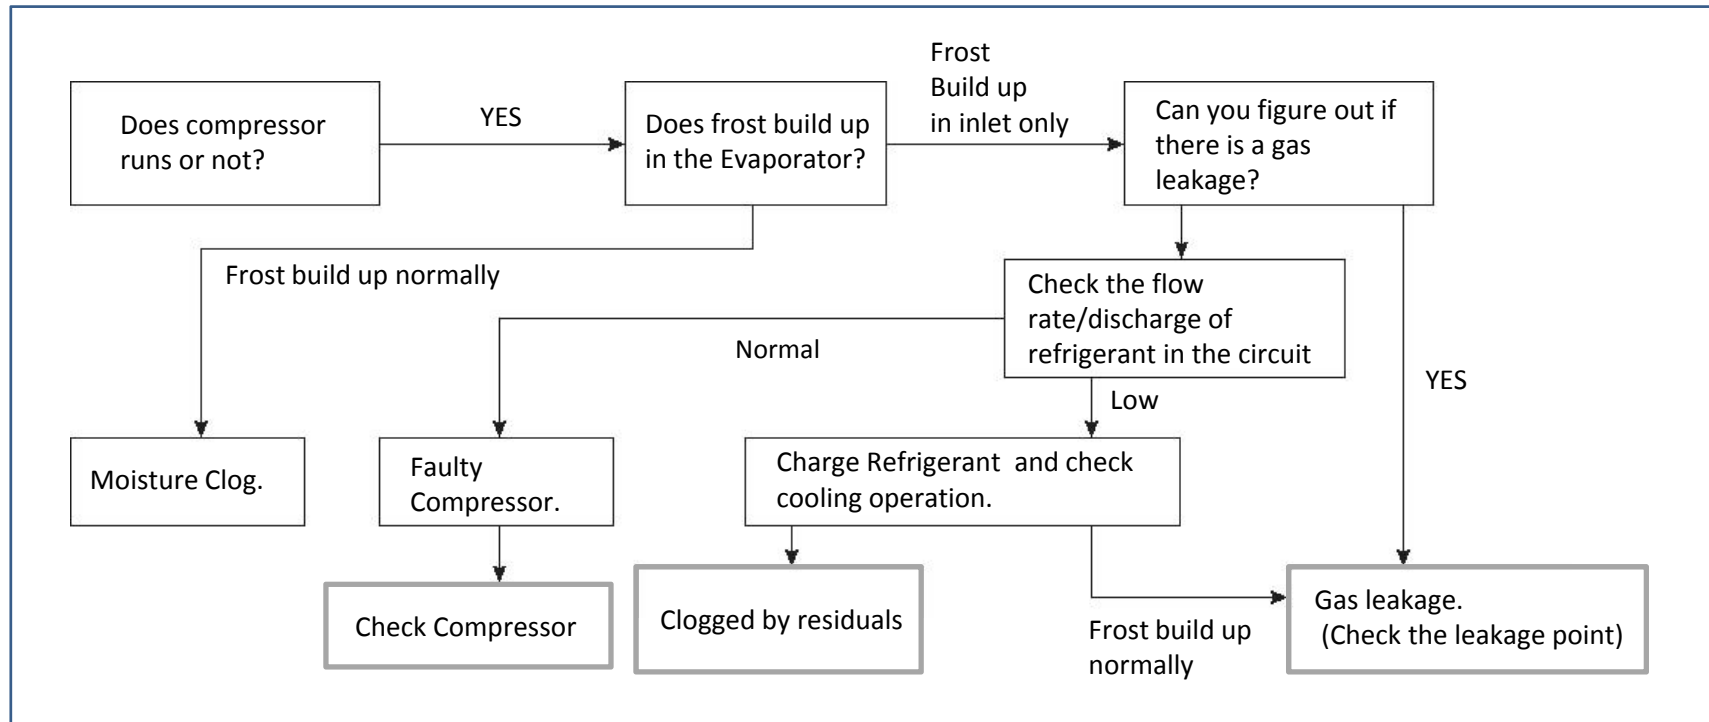 Does compressor
runs or not?
YES
Does frost build up
in the Evaporator?
Frost
Build up
in inlet only
Can you figure out if
there is a gas
leakage?
Frost build up normally
Check the flow
rate/discharge of
refrigerant in the circuit
Normal
Low
YES
Moisture Clog.
Faulty
Compressor.
Charge Refrigerant  and check
cooling operation.
Check Compressor
Clogged by residuals
Frost build up
normally
Gas leakage.
(Check the leakage point)